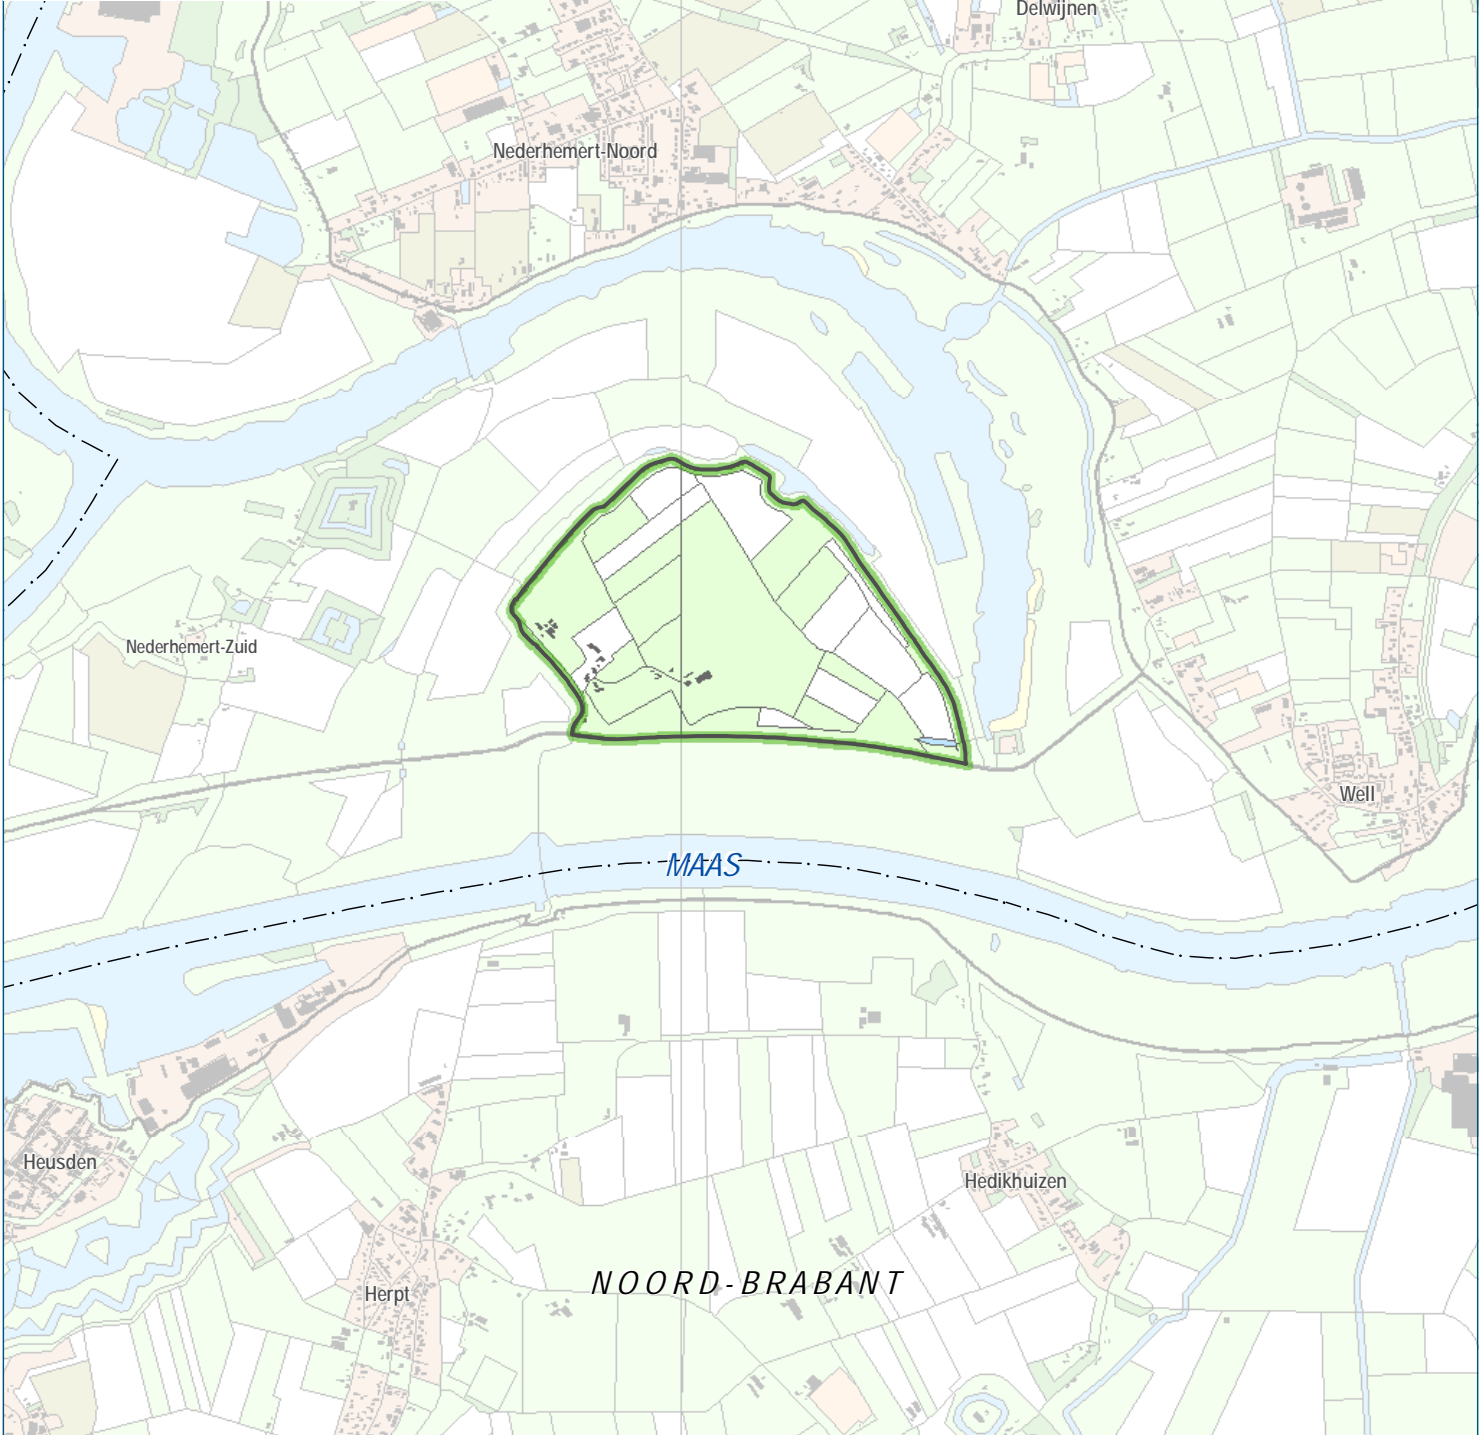 Delwijnen
Nederhemert-Noord
Nederhemert-Zuid
Well
MAAS
Heusden
Hedikhuizen
NOORD-BRABANT
Herpt